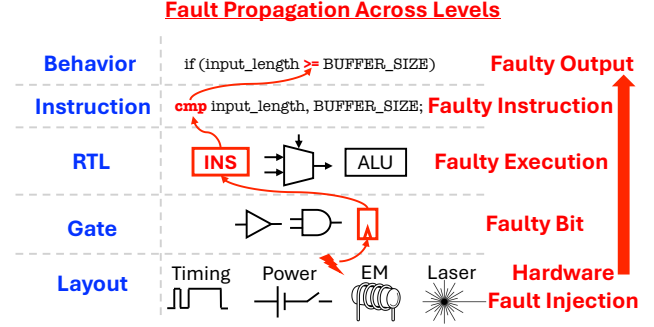 Fault Propagation Across Levels
Behavior if (input_length >= BUFFER_SIZE) Faulty Output
Instruction cmp input_length, BUFFER_SIZE; Faulty Instruction
RTL INS ALU Faulty Execution
Gate Faulty Bit
Layout Timing Power EM Laser Hardware
Fault Injection